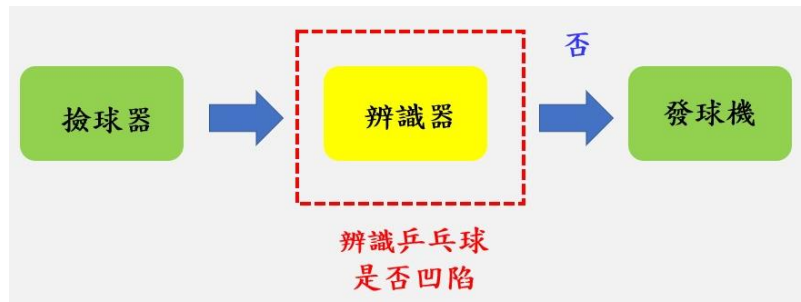 否
撿球器
辨識器
發球機
辨識乒乓球
是否凹陷